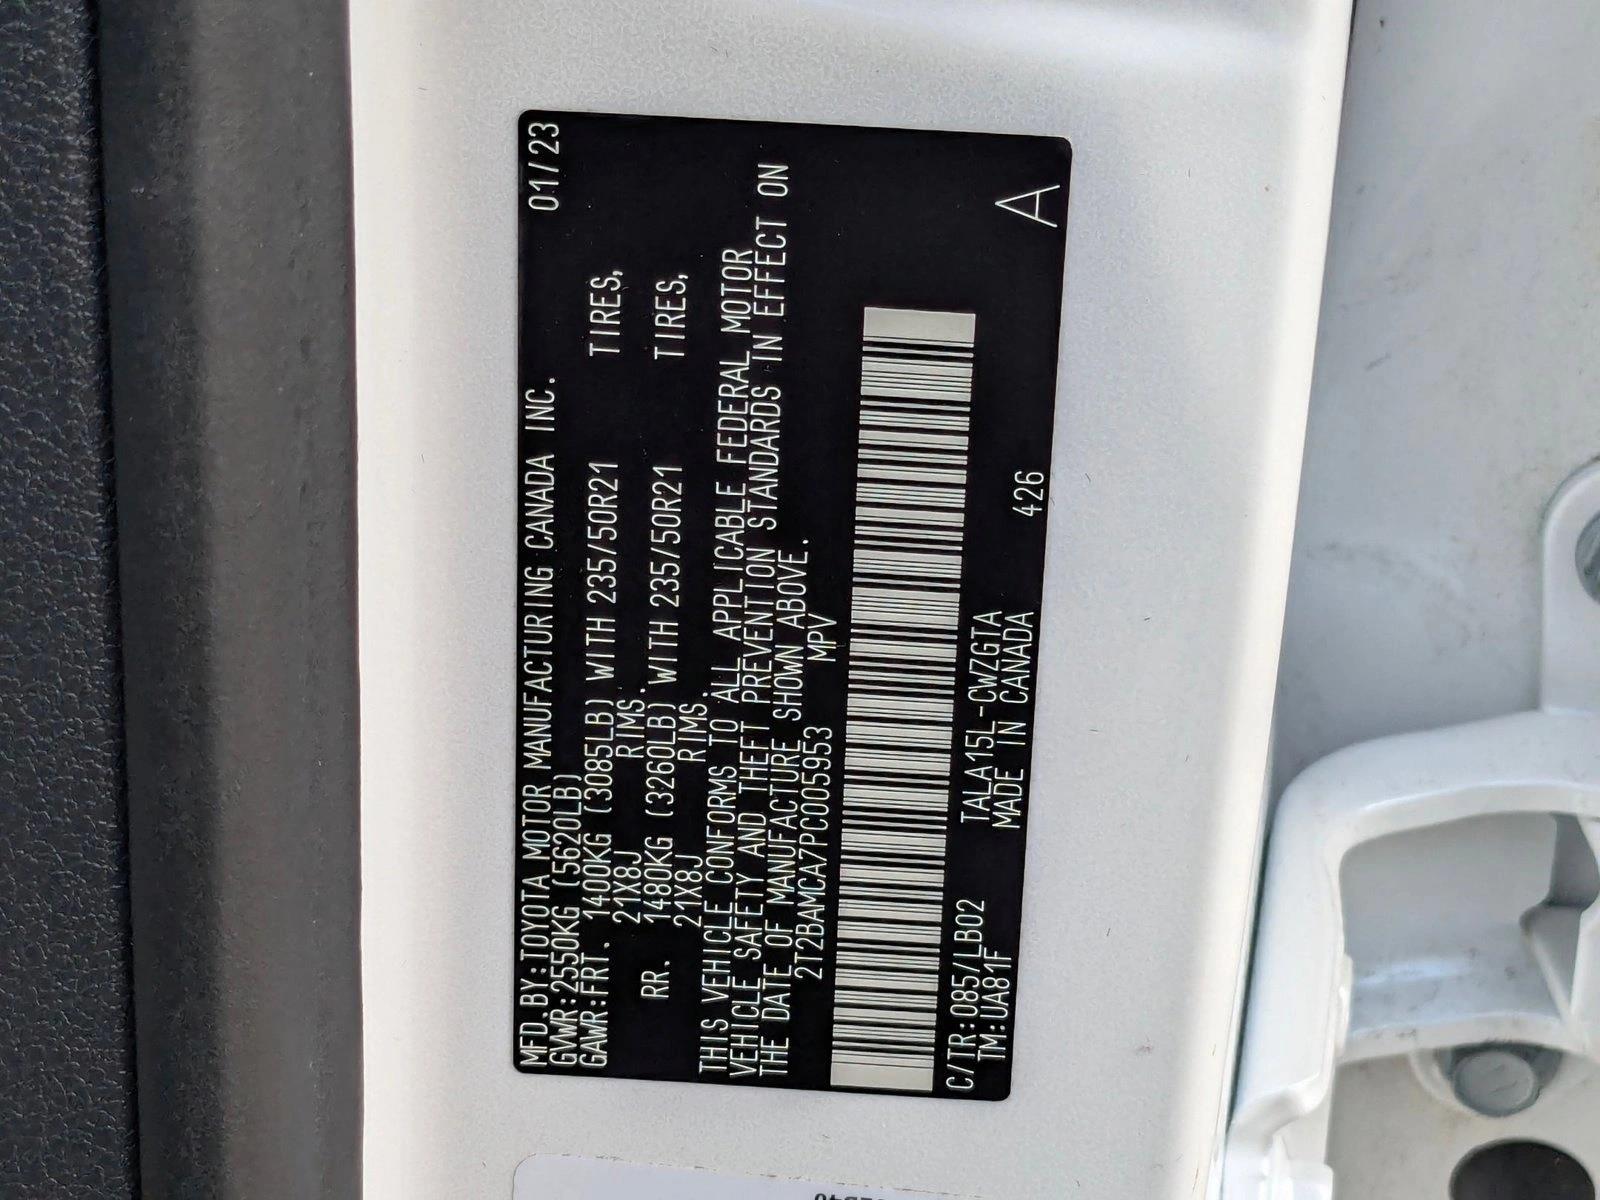 MFD.BY:TOYOTA MOTOR MANUFACTURING CANADA INC. 01/23
GVWR:2550KG (5620LB)
GAWR:FRT. 1400KG (3085LB) WITH 235/50R21 TIRES,
21X8J RIMS.
RR. 1480KG (3260LB) WITH 235/50R21 TIRES,
21X8J RIMS.
THIS VEHICLE CONFORMS TO ALL APPLICABLE FEDERAL MOTOR
VEHICLE SAFETY AND THEFT PREVENTION STANDARDS IN EFFECT ON
THE DATE OF MANUFACTURE SHOWN ABOVE.
2T2BAMCA7PC005953 MPV
C/TR:085/LB02 TALA15L-CWZGTA A
TM:UA81F MADE IN CANADA 426